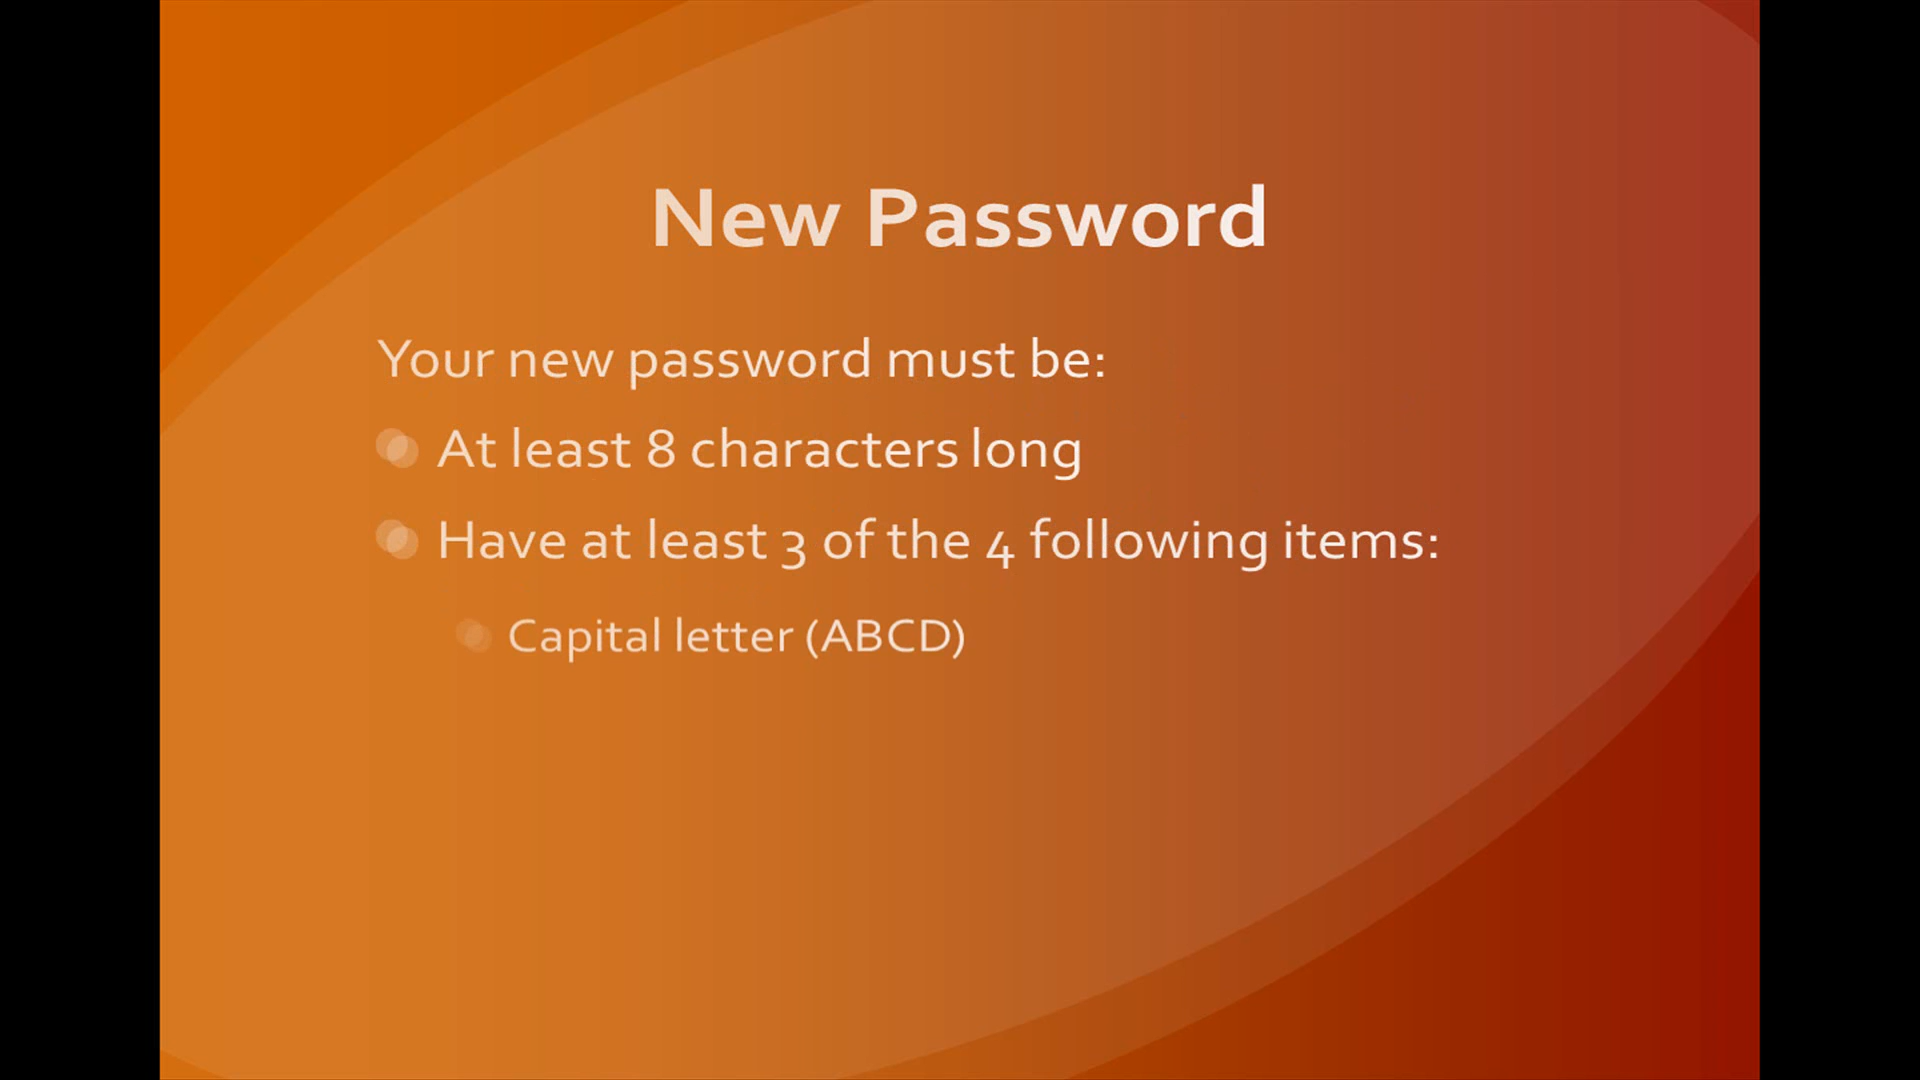 New Password
Your new password must be:
At least 8 characters long
Have at least 3 of the 4 following items:
Capital letter (ABCD)